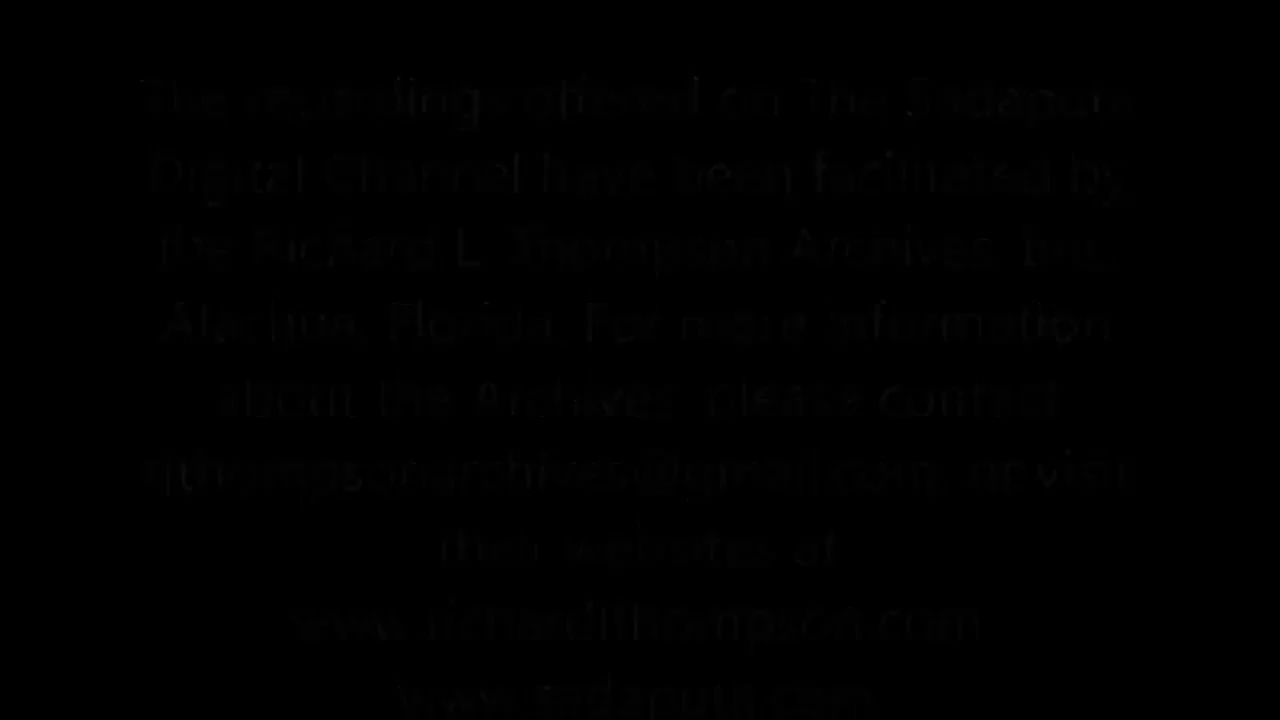 The recordings offered on The Sadaputa
Digital Channel have been facilitated by
the Richard L. Thompson Archives, Inc.
Alachua, Florida. For more information
about the Archives, please contact
rlthompsonarchives@gmail.com, or visit
their websites at
www.richardlthompson.com
www.sadaputa.com